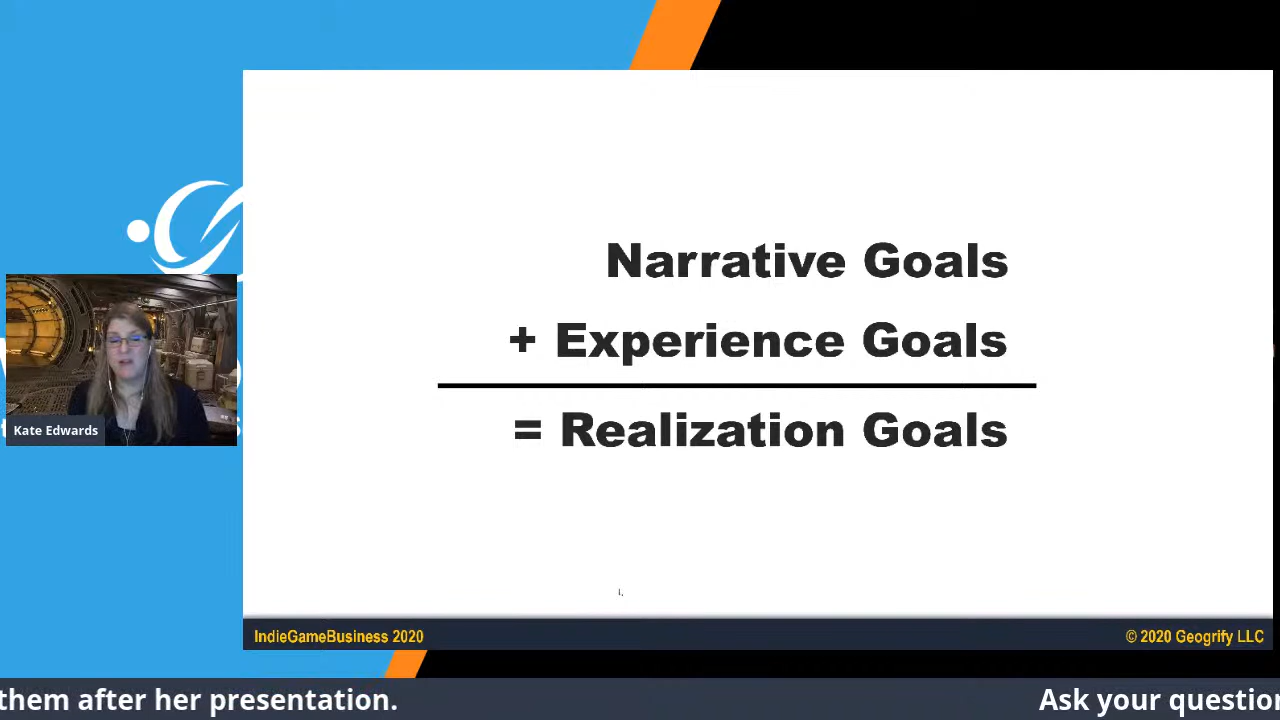 Narrative Goals
+ Experience Goals
= Realization Goals
Kate Edwards
IndieGameBusiness 2020
© 2020 Geogrify LLC
them after her presentation.
Ask your question